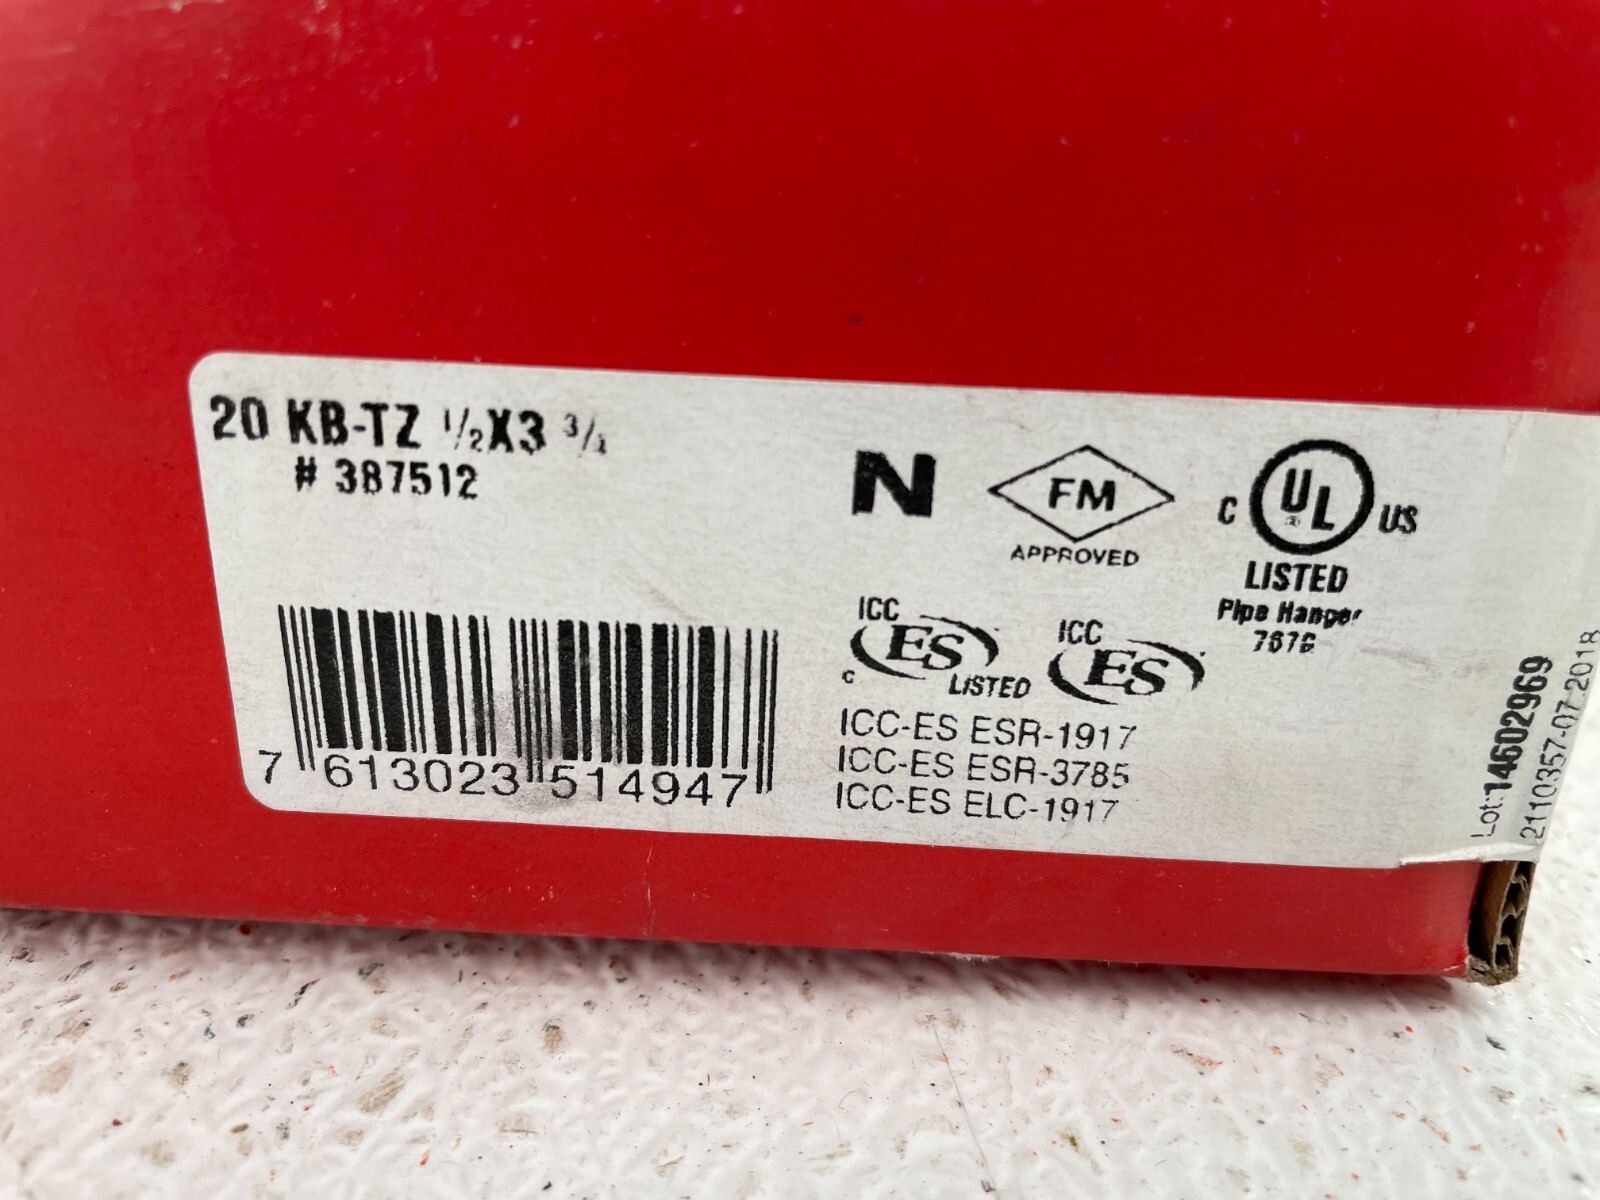 20 KB-TZ 1/2X3 3/4
# 387512
N
FM
APPROVED
C UL US
®
LISTED
Pipe Hanger
ICC
ES
C LISTED
ICC
ES
ICC-ES ESR-1917
ICC-ES ESR-3785
ICC-ES ELC-1917
7 613023 514947
Lot:14602969
2110357-07-2018